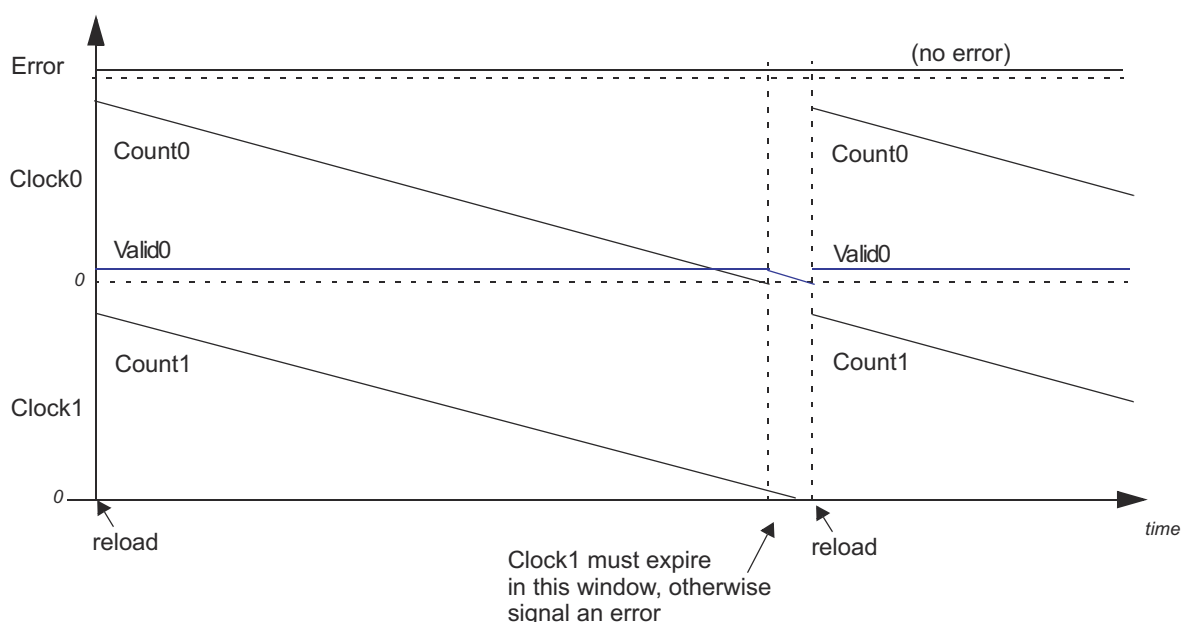 Error
(no error)
Count0
Count0
Clock0
Valid0
Valid0
0
Count1
Count1
Clock1
0
time
reload
reload
Clock1 must expire
in this window, otherwise
signal an error